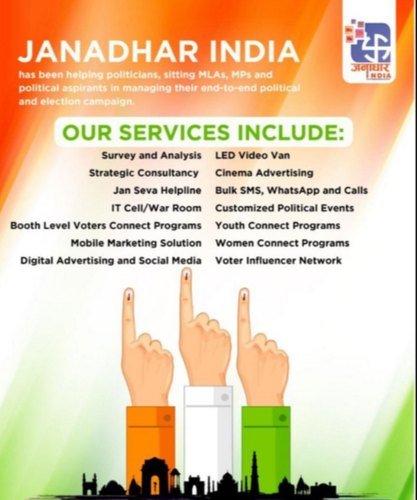 JANADHAR INDIA
has been helping politicians, sitting MLAs, MPs and
political aspirants in managing their end-to-end political
and election campaign.
जनाधार
INDIA
OUR SERVICES INCLUDE:
Survey and Analysis
Strategic Consultancy
Jan Seva Helpline
IT Cell/War Room
Booth Level Voters Connect Programs
Mobile Marketing Solution
Digital Advertising and Social Media
LED Video Van
Cinema Advertising
Bulk SMS, WhatsApp and Calls
Customized Political Events
Youth Connect Programs
Women Connect Programs
Voter Influencer Network